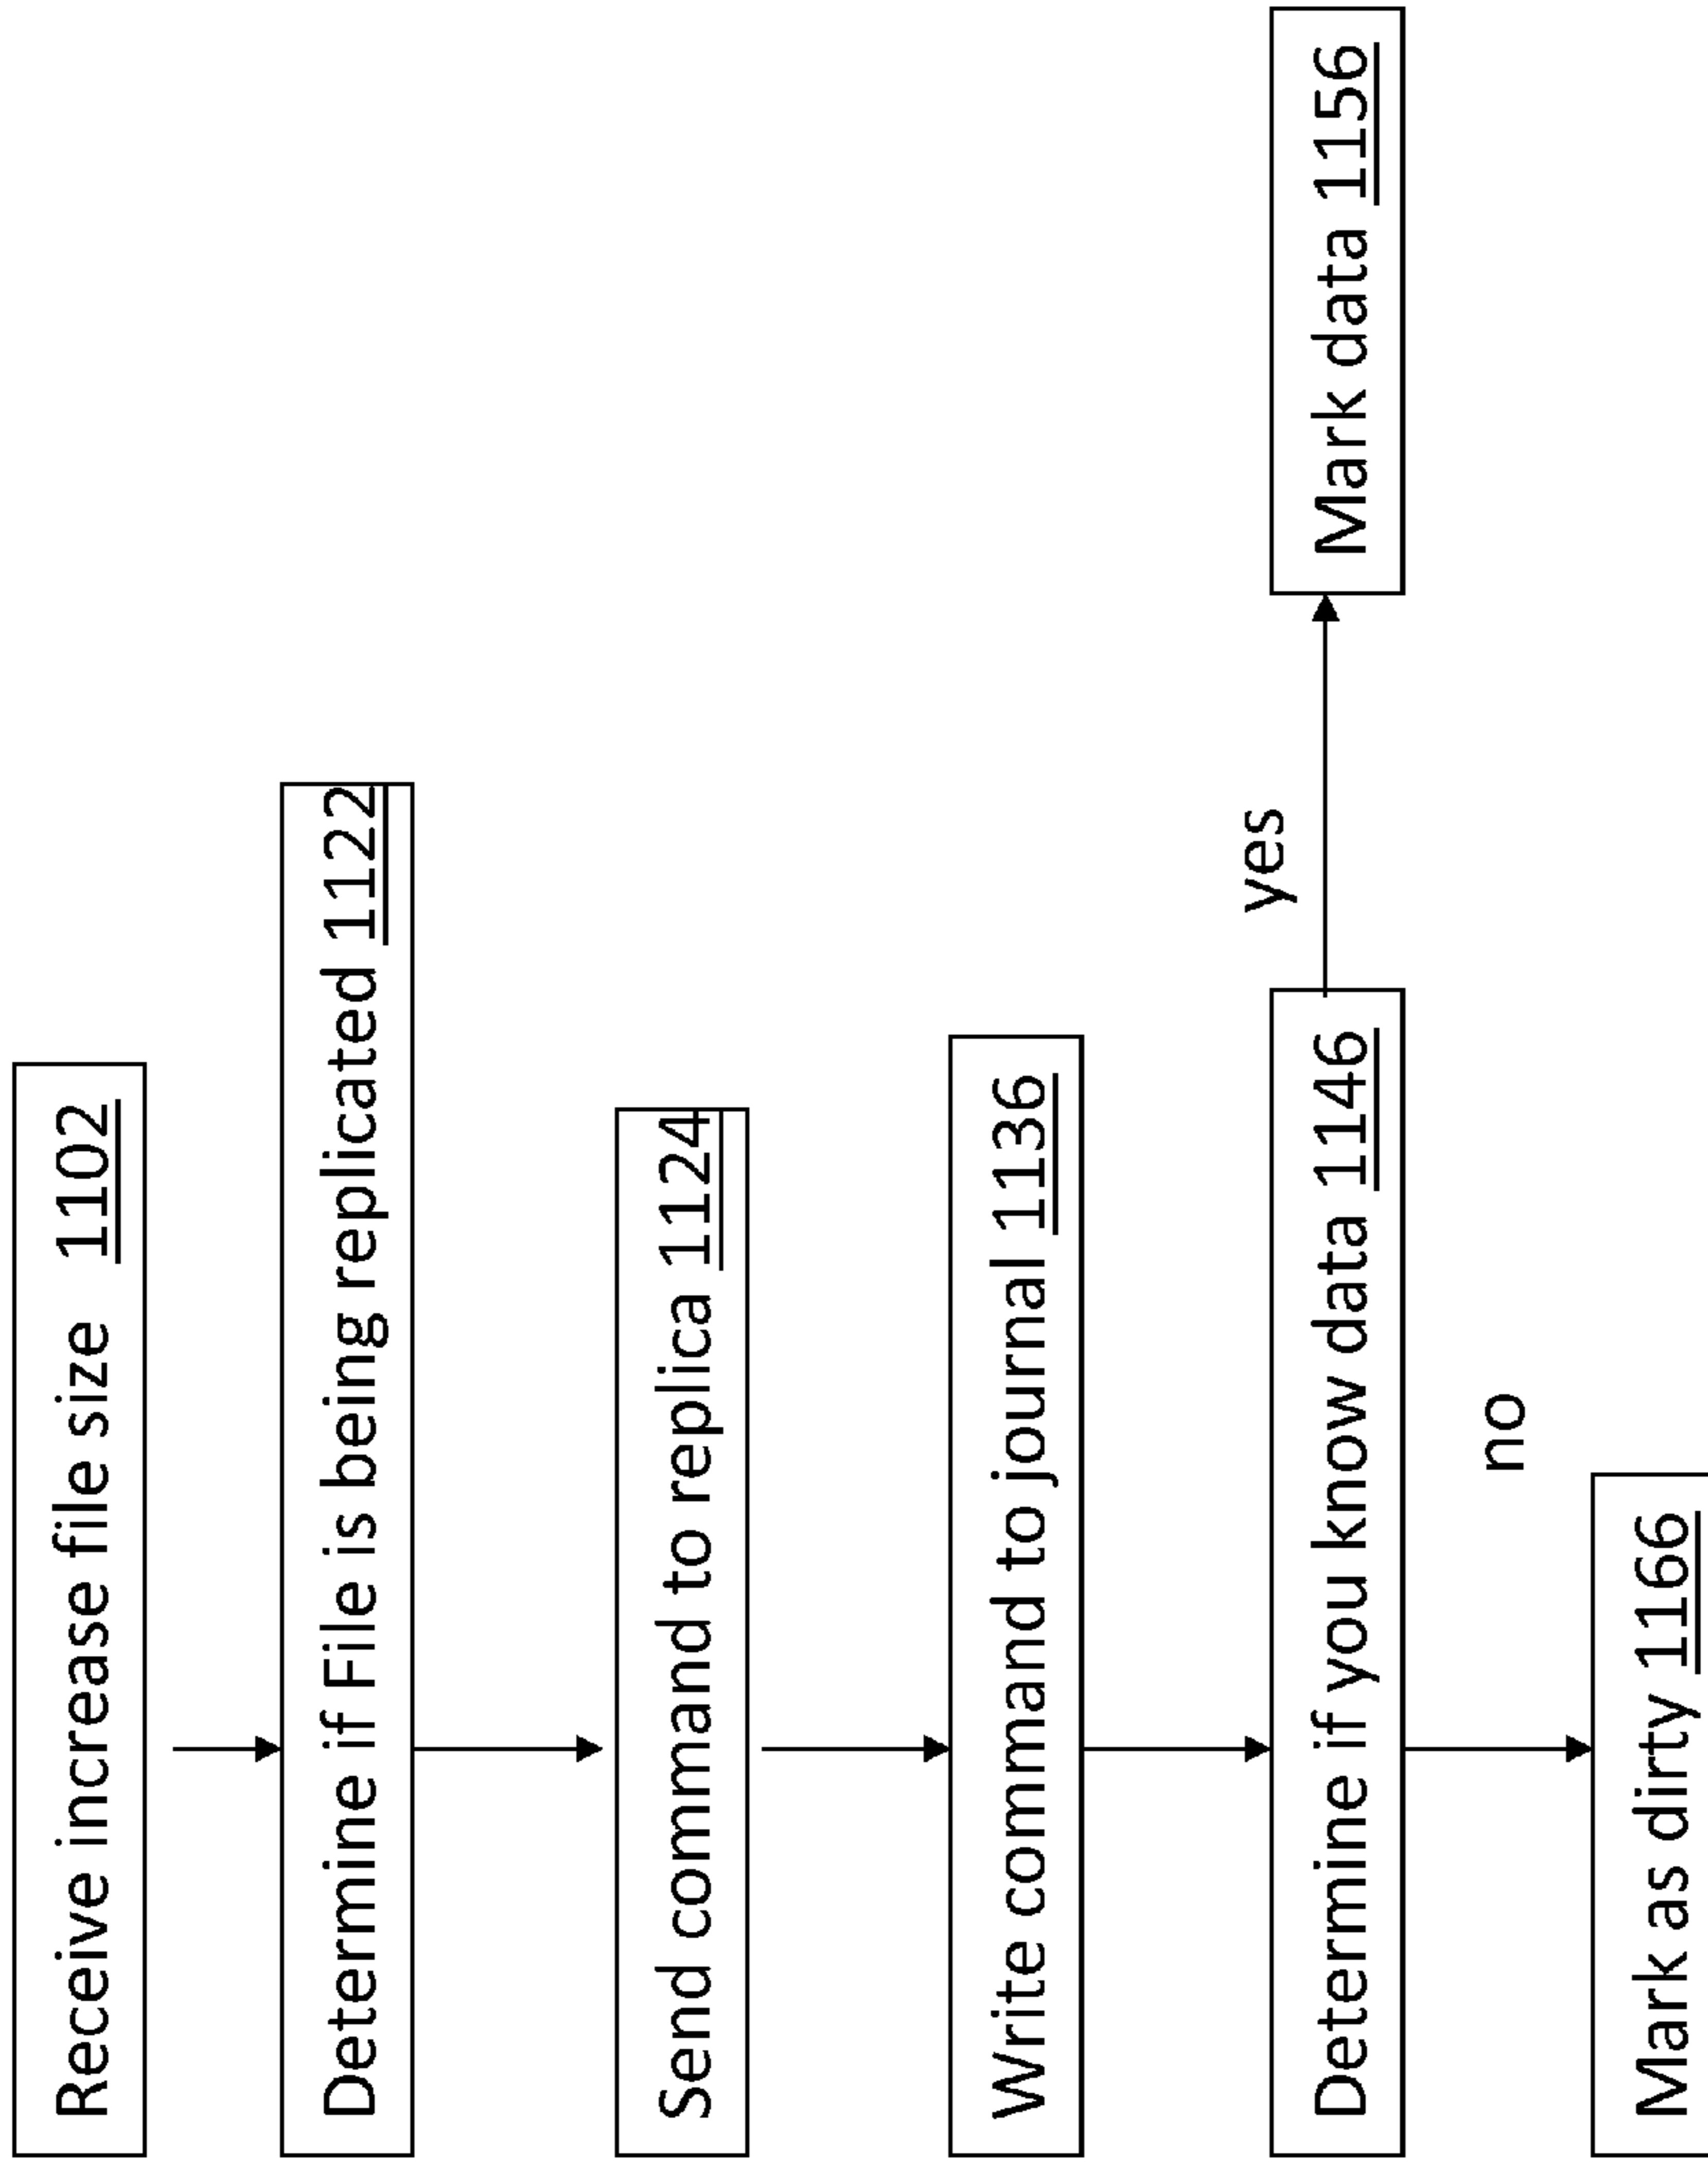 Receive increase file size 1102
Determine if File is being replicated 1122
Send command to replica 1124
Write command to journal 1136
Determine if you know data 1146
yes
Mark data 1156
no
Mark as dirty 1166